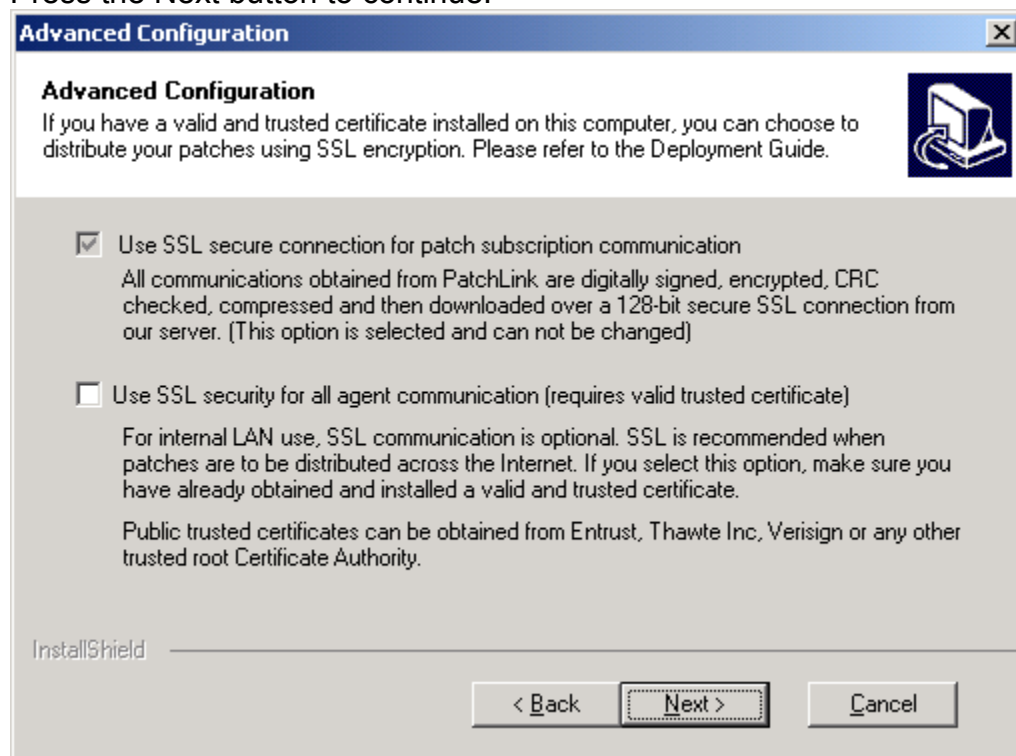 Press the Next button to continue.
Advanced Configuration
Advanced Configuration
If you have a valid and trusted certificate installed on this computer, you can choose to
distribute your patches using SSL encryption. Please refer to the Deployment Guide.
Use SSL secure connection for patch subscription communication
All communications obtained from PatchLink are digitally signed, encrypted, CRC
checked, compressed and then downloaded over a 128-bit secure SSL connection from
our server. (This option is selected and can not be changed)
Use SSL security for all agent communication (requires valid trusted certificate)
For internal LAN use, SSL communication is optional. SSL is recommended when
patches are to be distributed across the Internet. If you select this option, make sure you
have already obtained and installed a valid and trusted certificate.
Public trusted certificates can be obtained from Entrust, Thawte Inc, Verisign or any other
trusted root Certificate Authority.
InstallShield
< Back Next > Cancel